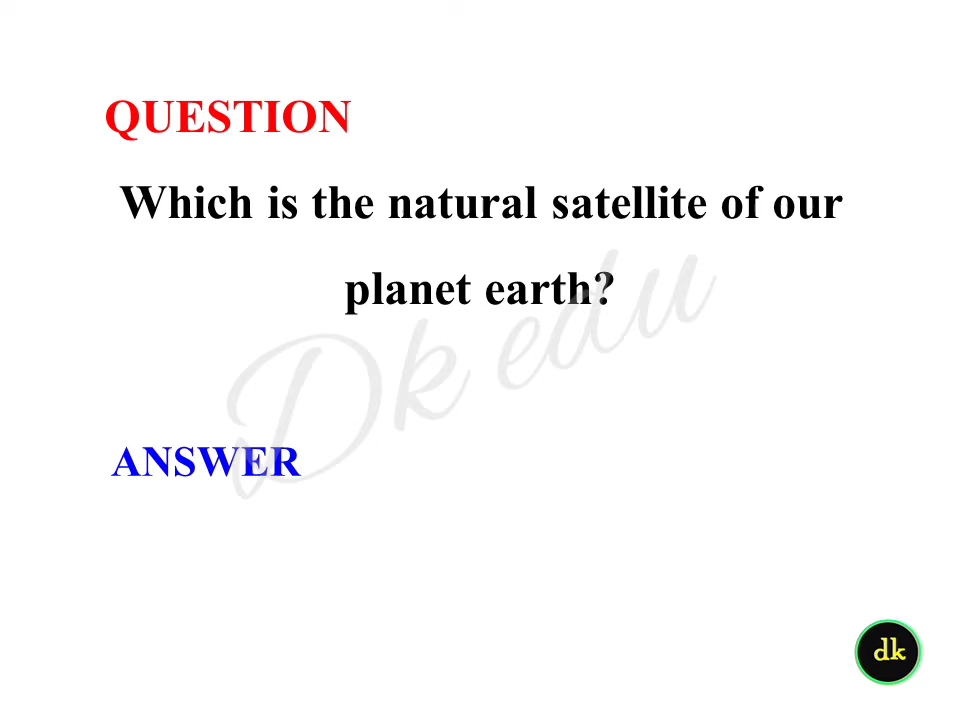 QUESTION
Which is the natural satellite of our
planet earth?
Dk edu
ANSWER
dk